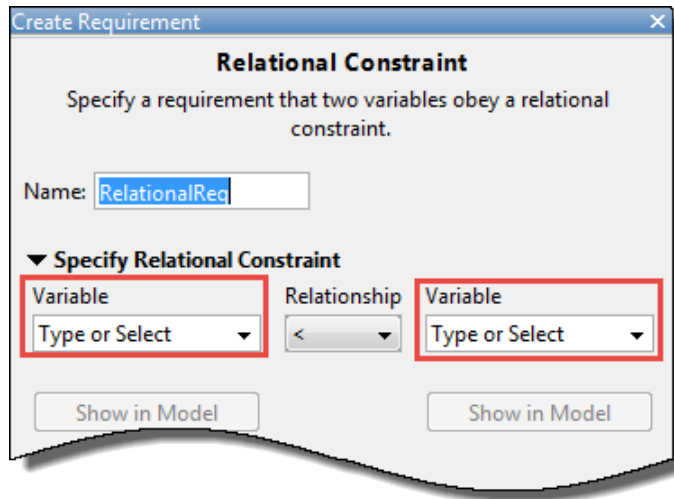 Create Requirement
Relational Constraint
Specify a requirement that two variables obey a relational
constraint.
Name: RelationalReq
Specify Relational Constraint
Variable Relationship Variable
Type or Select < Type or Select
Show in Model Show in Model